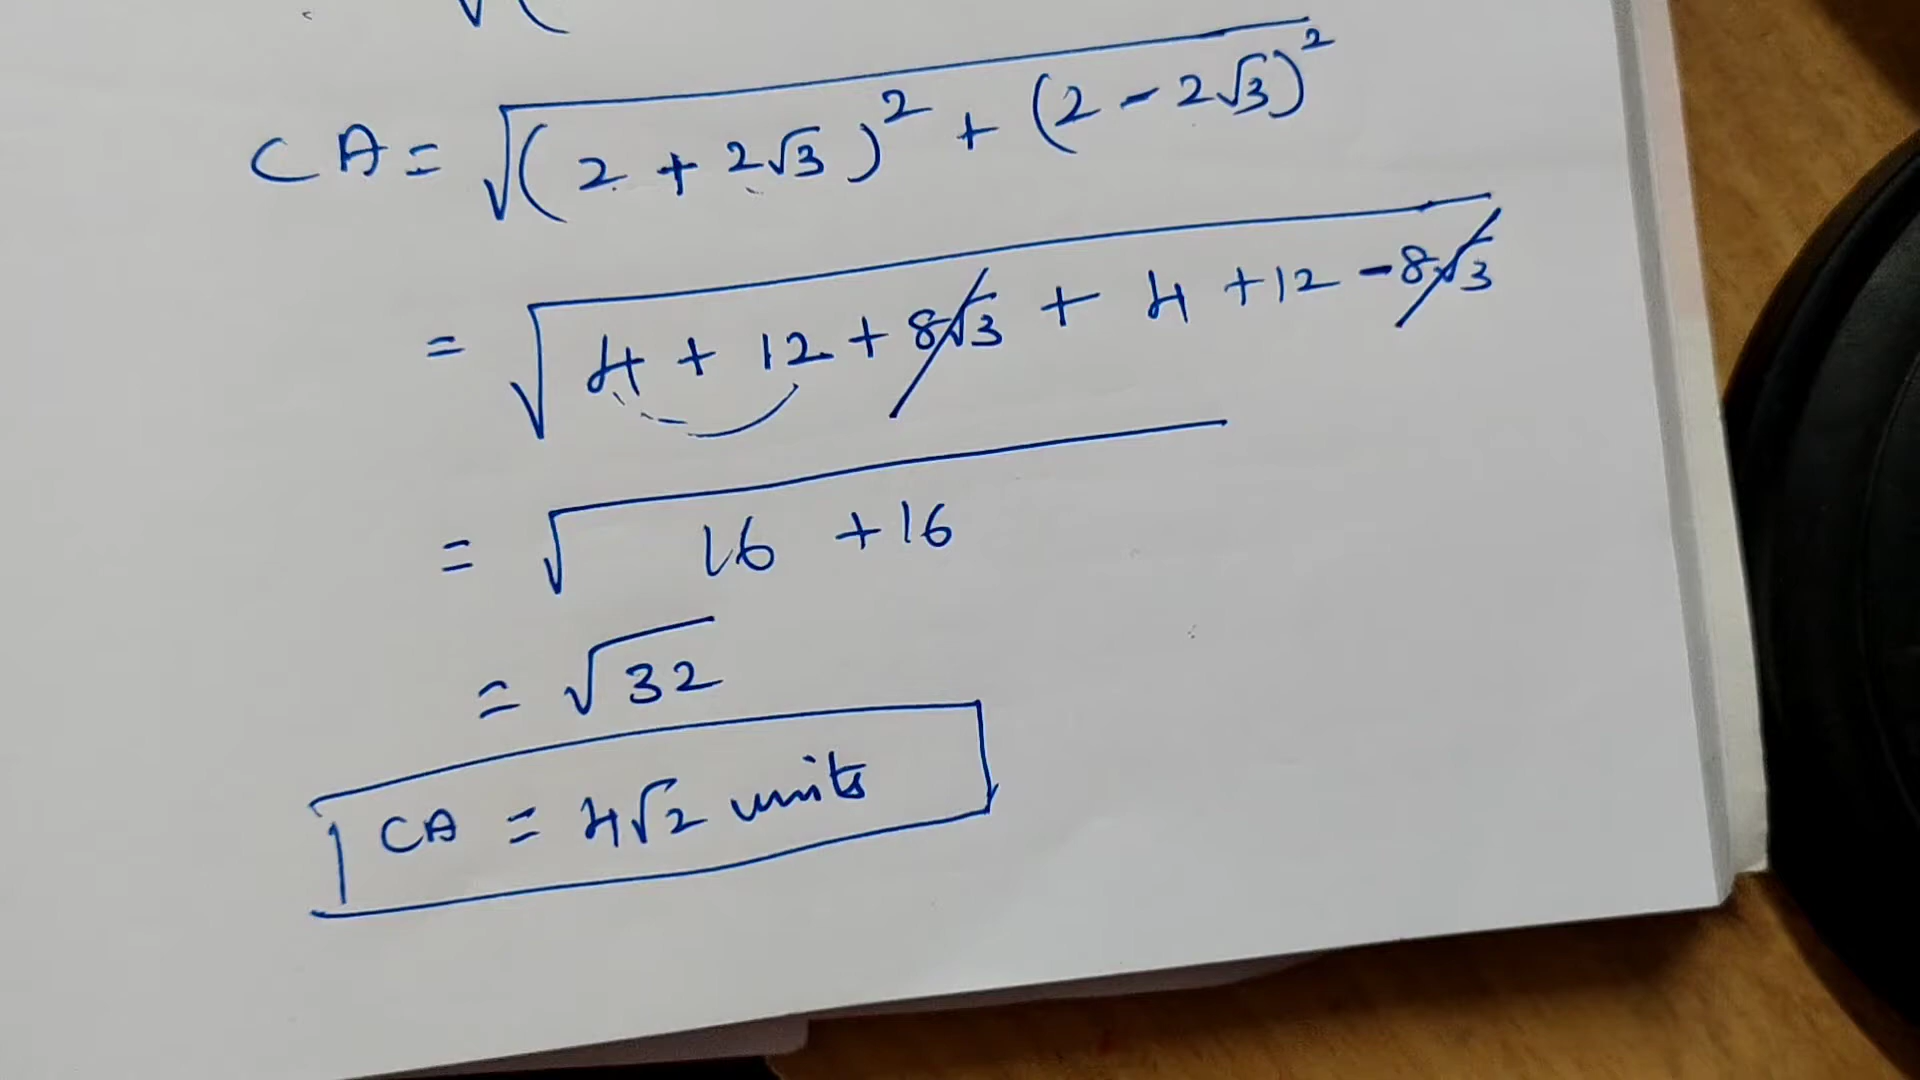 √(
CA = √(2 + 2√3)² + (2 - 2√3)²
= √4 + 12 + 8√3 + 4 + 12 - 8√3
= √16 + 16
= √32
CA = 4√2 units